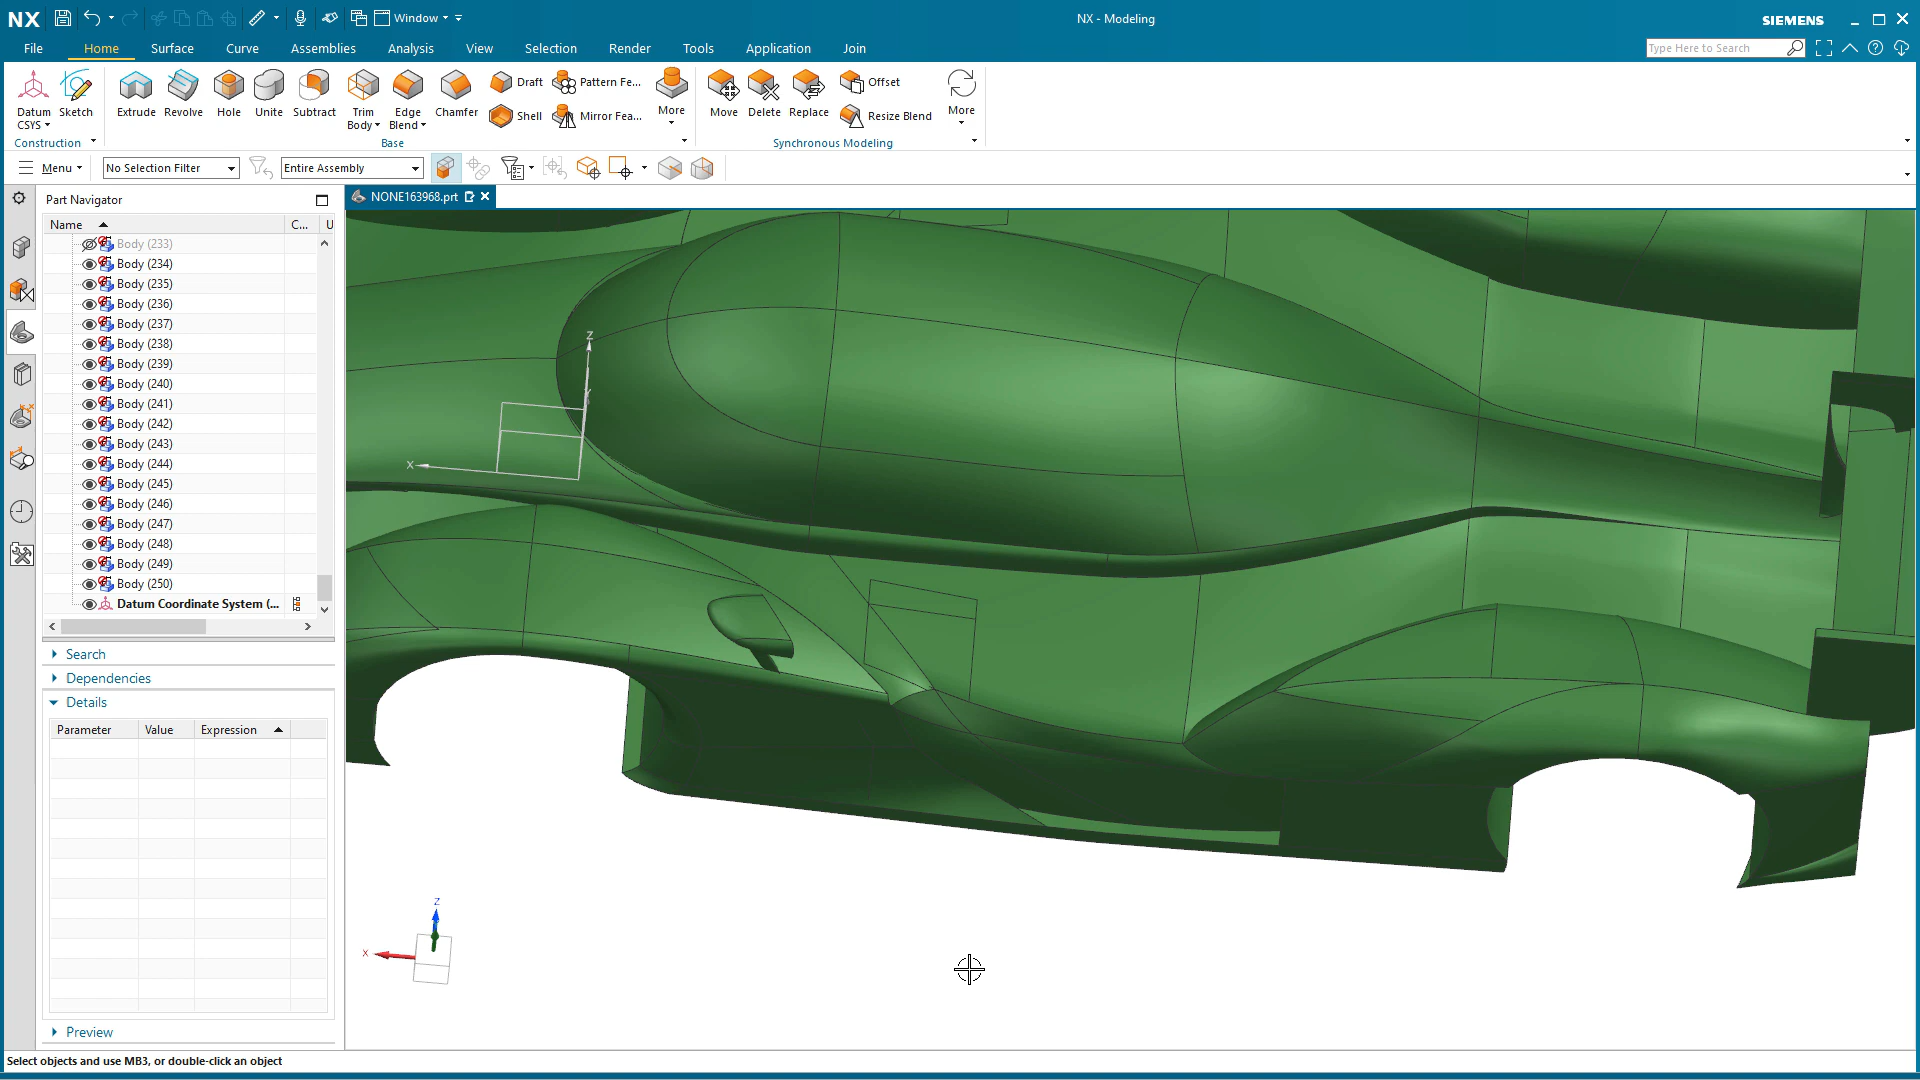 NX
Window
NX - Modeling
SIEMENS
File
Home
Surface
Curve
Assemblies
Analysis
View
Selection
Render
Tools
Application
Join
Type Here to Search
Datum CSYS
Sketch
Extrude
Revolve
Hole
Unite
Subtract
Trim Body
Edge Blend
Chamfer
Draft
Shell
Pattern Fe...
Mirror Fea...
More
Move
Delete
Replace
Offset
Resize Blend
More
Construction
Base
Synchronous Modeling
Menu
No Selection Filter
Entire Assembly
Part Navigator
NONE163968.prt
Name
C...
U
Body (233)
Body (234)
Body (235)
Body (236)
Body (237)
Body (238)
Body (239)
Body (240)
Body (241)
Body (242)
Body (243)
Body (244)
Body (245)
Body (246)
Body (247)
Body (248)
Body (249)
Body (250)
Datum Coordinate System (...
Search
Dependencies
Details
Parameter
Value
Expression
Preview
Z
Y
X
Z
X
Select objects and use MB3, or double-click an object